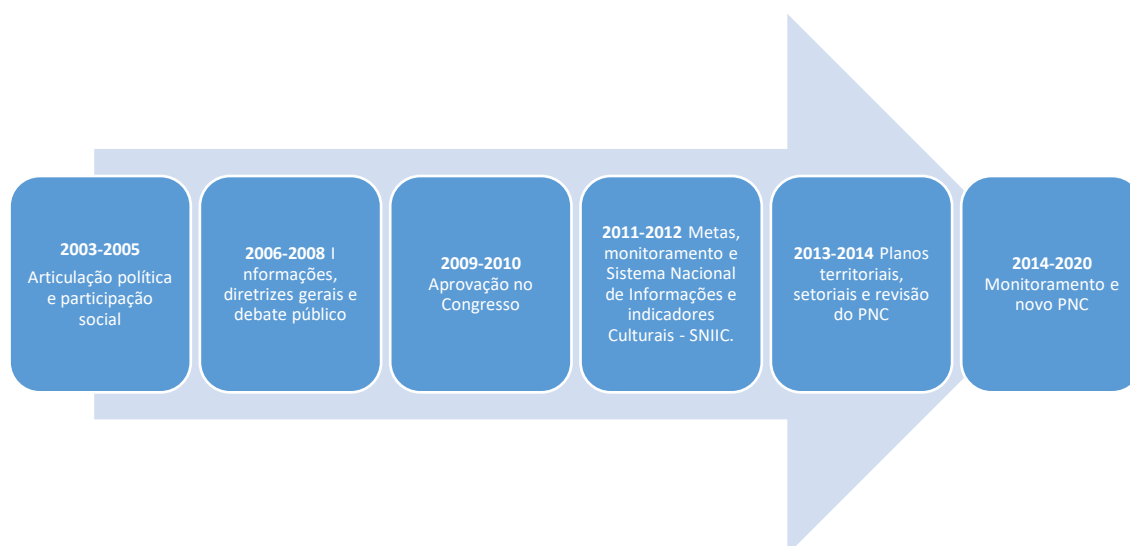 2003-2005
Articulação política
e participação
social
2006-2008 I
nformações,
diretrizes gerais e
debate público
2009-2010
Aprovação no
Congresso
2011-2012 Metas,
monitoramento e
Sistema Nacional
de Informações e
indicadores
Culturais - SNIIC.
2013-2014 Planos
territoriais,
setoriais e revisão
do PNC
2014-2020
Monitoramento e
novo PNC